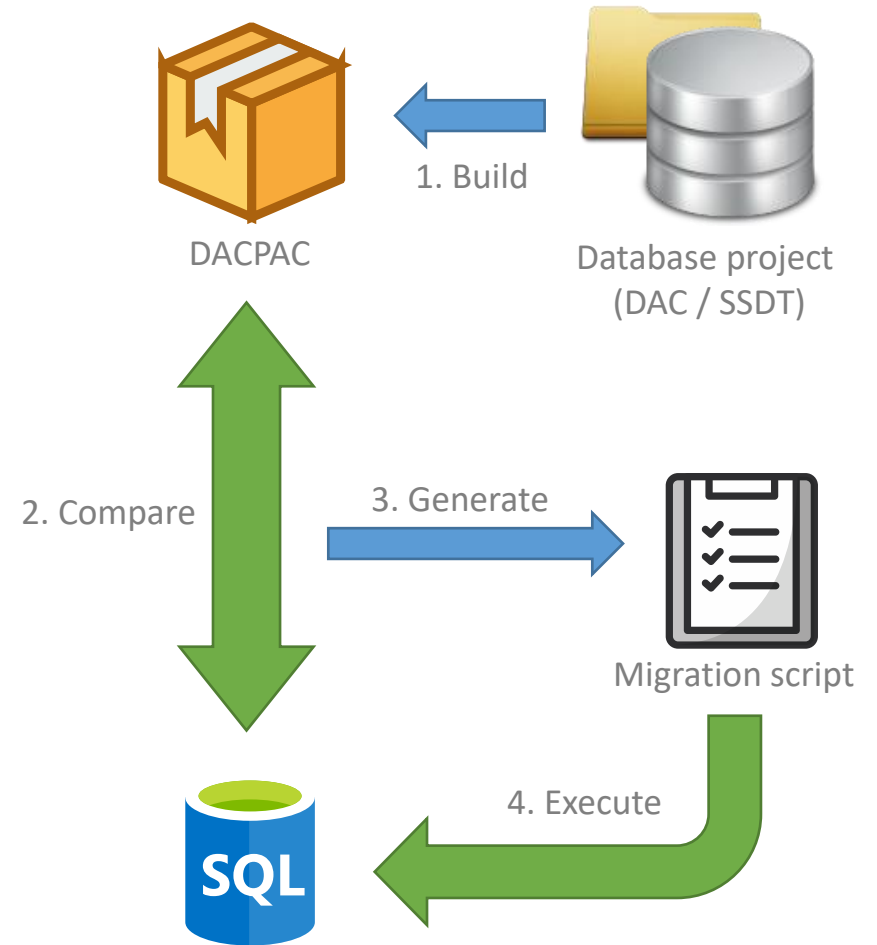 1. Build
DACPAC
Database project
(DAC / SSDT)
2. Compare
3. Generate
Migration script
4. Execute
SQL